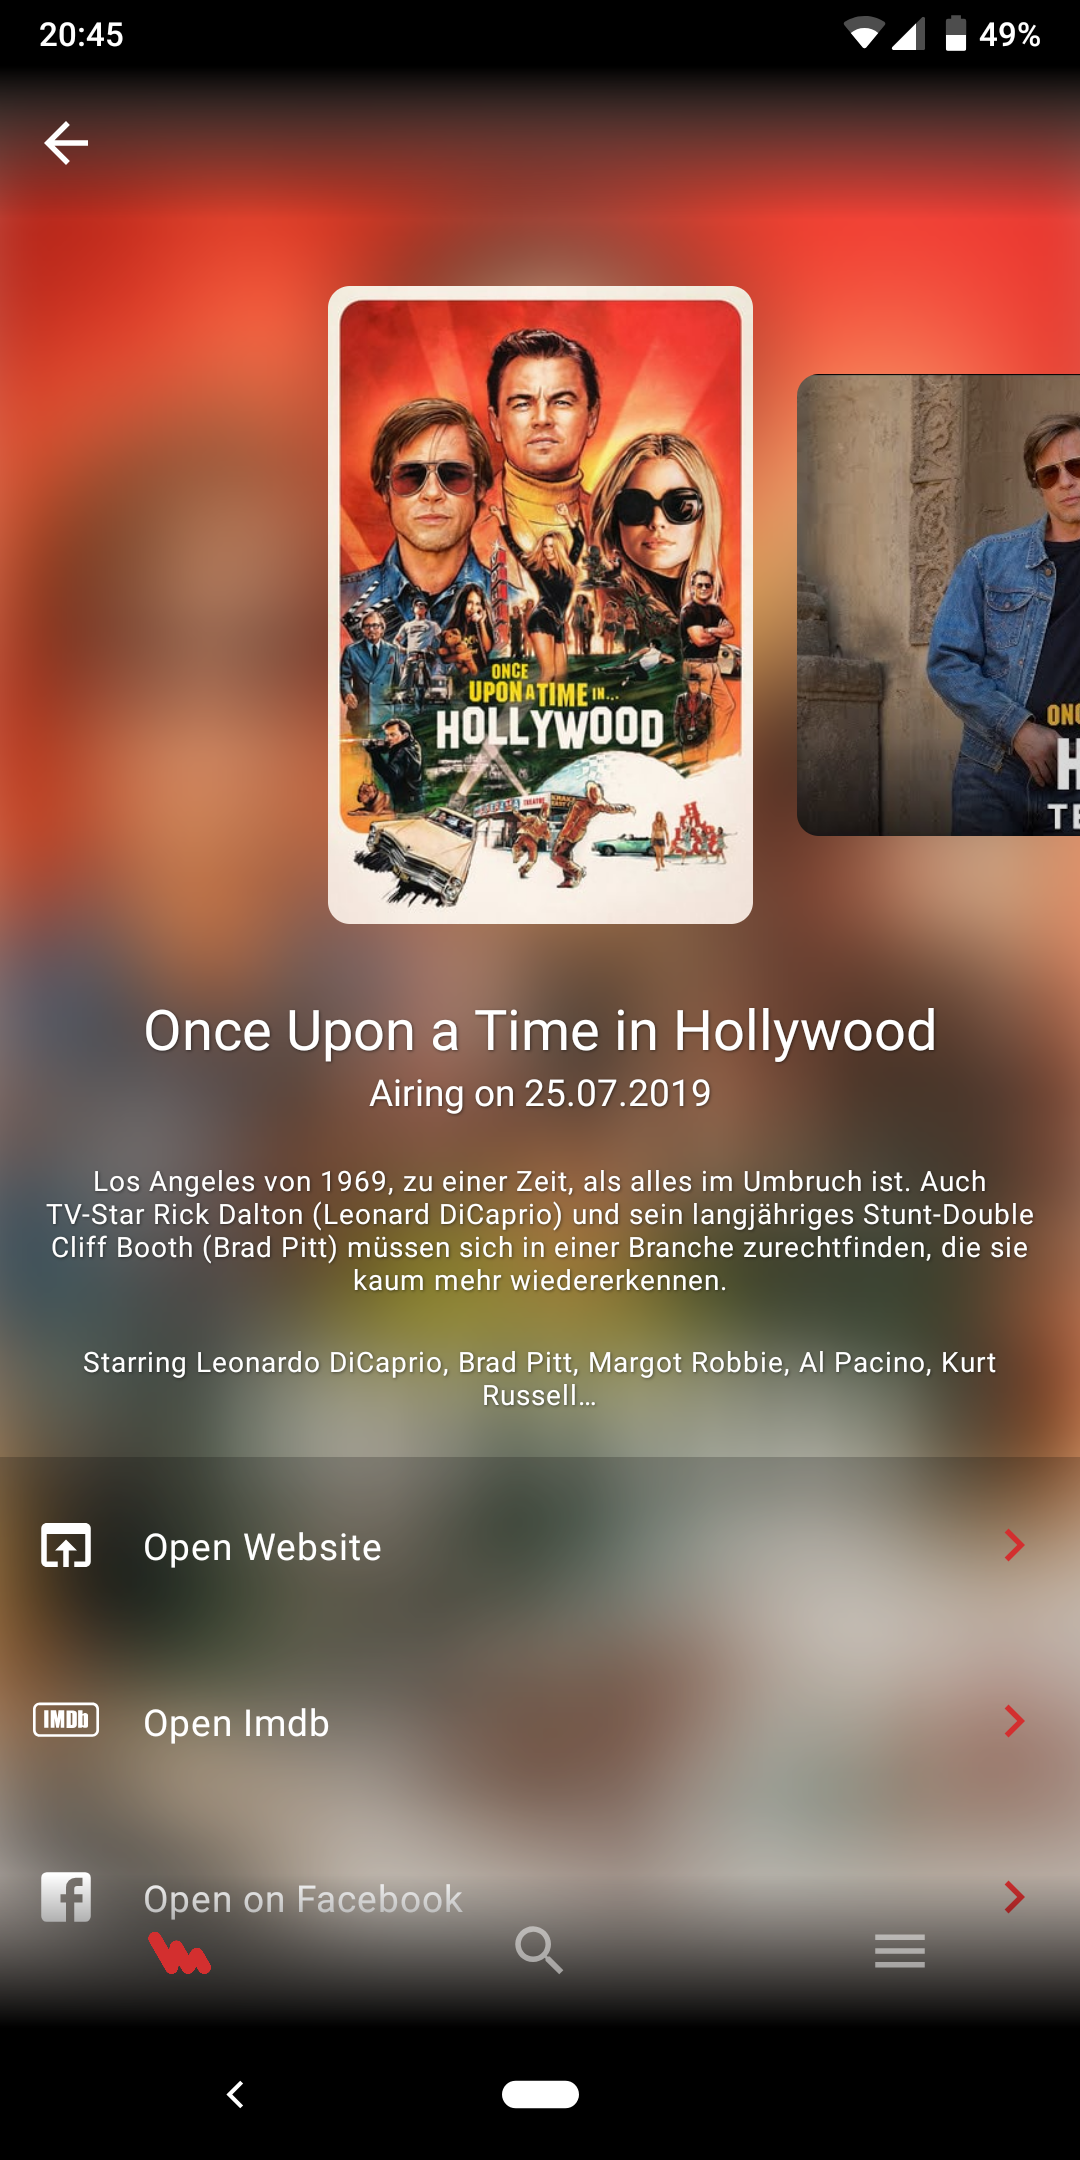 20:45
49%
ONCE
UPON A TIME IN...
HOLLYWOOD
Once Upon a Time in Hollywood
Airing on 25.07.2019
Los Angeles von 1969, zu einer Zeit, als alles im Umbruch ist. Auch
TV-Star Rick Dalton (Leonard DiCaprio) und sein langjähriges Stunt-Double
Cliff Booth (Brad Pitt) müssen sich in einer Branche zurechtfinden, die sie
kaum mehr wiedererkennen.
Starring Leonardo DiCaprio, Brad Pitt, Margot Robbie, Al Pacino, Kurt
Russell…
Open Website
IMDb
Open Imdb
Open on Facebook